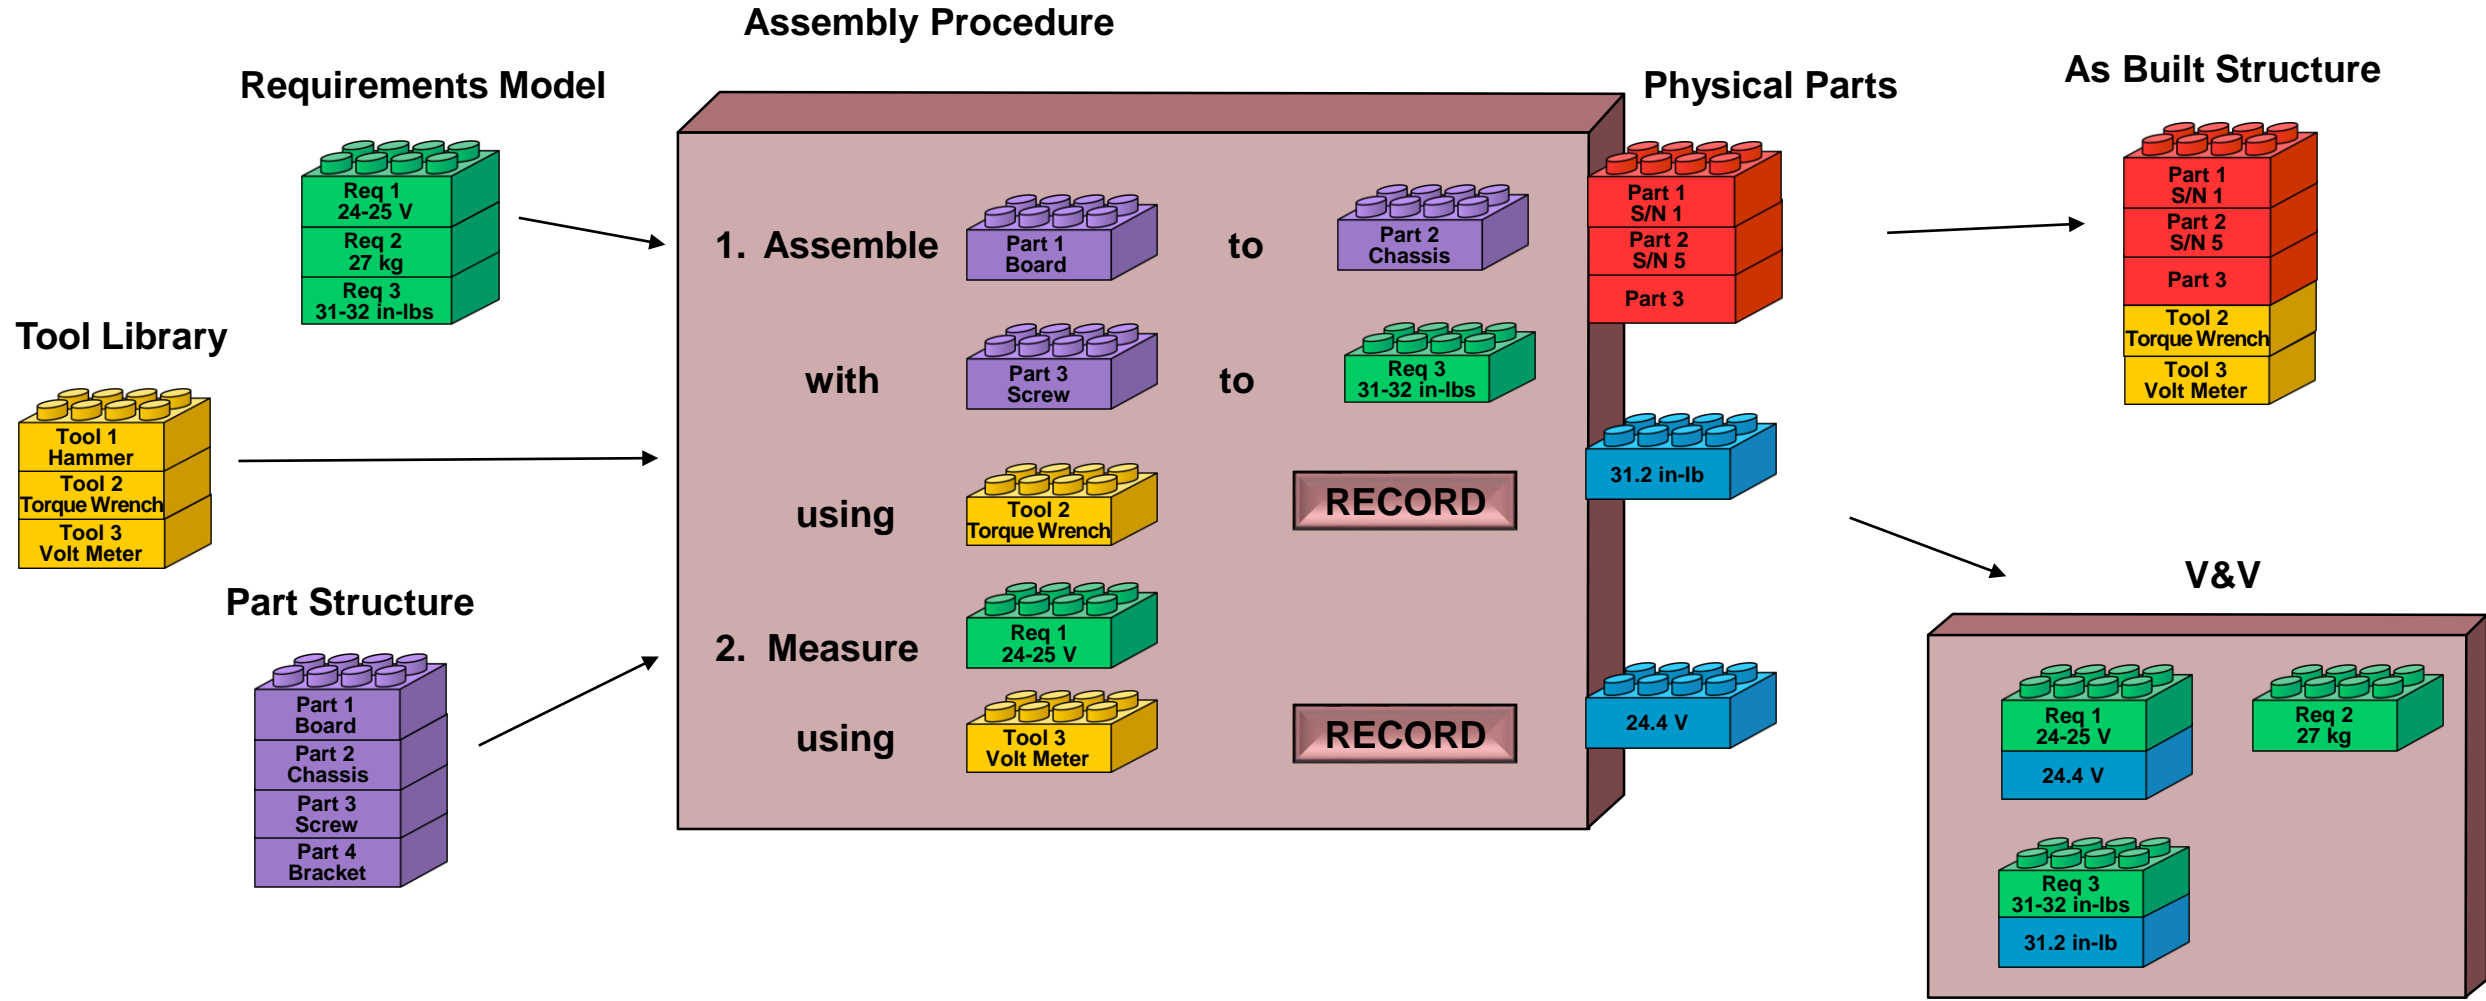 Assembly Procedure
Requirements Model
Req 1
24-25 V
Req 2
27 kg
Req 3
31-32 in-lbs
Tool Library
Tool 1
Hammer
Tool 2
Torque Wrench
Tool 3
Volt Meter
Part Structure
Part 1
Board
Part 2
Chassis
Part 3
Screw
Part 4
Bracket
1. Assemble
Part 1
Board
to
Part 2
Chassis
with
Part 3
Screw
to
Req 3
31-32 in-lbs
using
Tool 2
Torque Wrench
RECORD
2. Measure
Req 1
24-25 V
using
Tool 3
Volt Meter
RECORD
Physical Parts
Part 1
S/N 1
Part 2
S/N 5
Part 3
31.2 in-lb
24.4 V
As Built Structure
Part 1
S/N 1
Part 2
S/N 5
Part 3
Tool 2
Torque Wrench
Tool 3
Volt Meter
V&V
Req 1
24-25 V
24.4 V
Req 2
27 kg
Req 3
31-32 in-lbs
31.2 in-lb